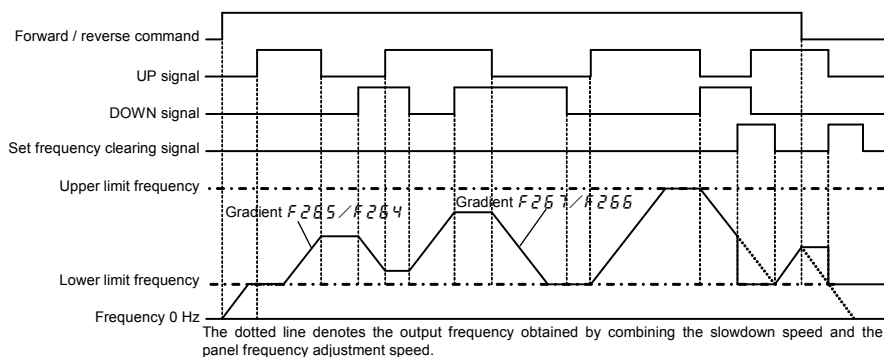 Forward / reverse command
UP signal
DOWN signal
Set frequency clearing signal
Upper limit frequency
Gradient F265/F264
Gradient F267/F266
Lower limit frequency
Frequency 0 Hz
The dotted line denotes the output frequency obtained by combining the slowdown speed and the
panel frequency adjustment speed.